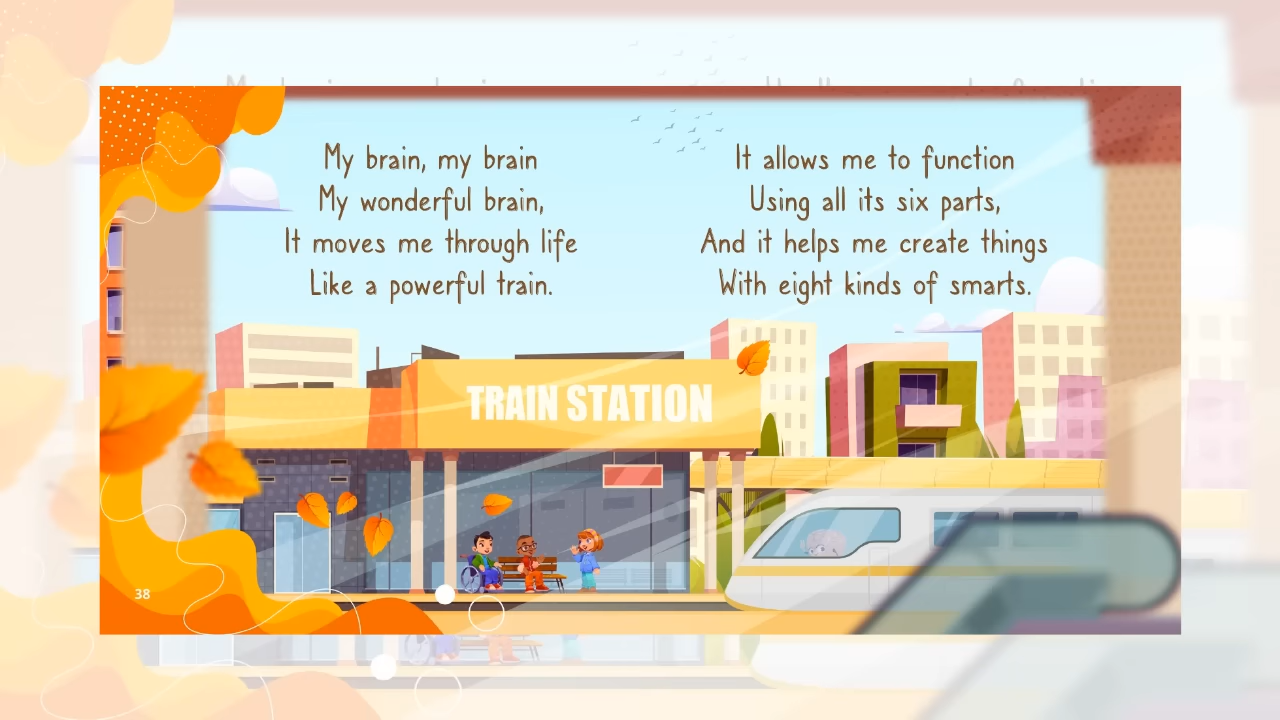 My brain, my brain
My wonderful brain,
It moves me through life
Like a powerful train.
It allows me to function
Using all its six parts,
And it helps me create things
With eight kinds of smarts.
TRAIN STATION
38